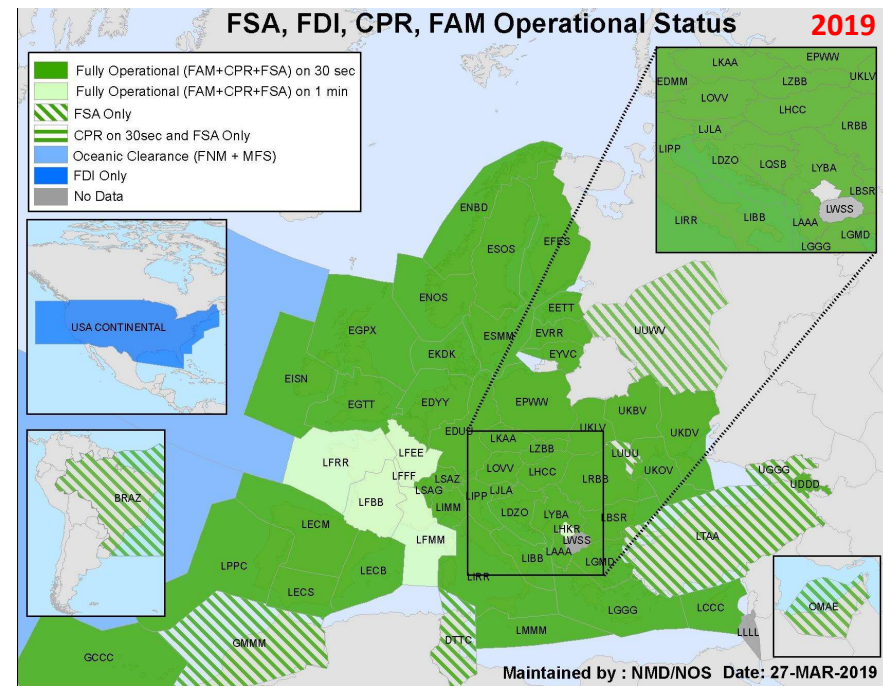 FSA, FDI, CPR, FAM Operational Status
2019
Fully Operational (FAM+CPR+FSA) on 30 sec
Fully Operational (FAM+CPR+FSA) on 1 min
FSA Only
CPR on 30sec and FSA Only
Oceanic Clearance (FNM + MFS)
FDI Only
No Data
LKAA
EPWW
EDMM
LZBB
UKLV
LOVV
LHCC
LJLA
LRBB
LIPP
LDZO
LQSB
LYBA
LBSR
LWSS
LIRR
LIBB
LAAA
LGMD
LGGG
USA CONTINENTAL
BRAZ
OMAE
ENBD
ESOS
EFES
ENOS
EETT
EGPX
ESMM
EVRR
UUWV
EKDK
EYVC
EISN
EGTT
EDYY
EPWW
UKBV
EDUU
LKAA
UKLV
UKDV
LFRR
LFEE
LZBB
LUUU
LFFF
LSAZ
LOVV
LHCC
UKOV
UGGG
LSAG
LIPP
LJLA
LRBB
UDDD
LFBB
LIMM
LDZO
LYBA
LBSR
LECM
LHKR
LFMM
LWSS
LTAA
LAAA
LIBB
LGMD
LPPC
LECB
LIRR
LECS
LGGG
LCCC
GMMM
DTTC
LMMM
LLLL
GCCC
Maintained by : NMD/NOS Date: 27-MAR-2019